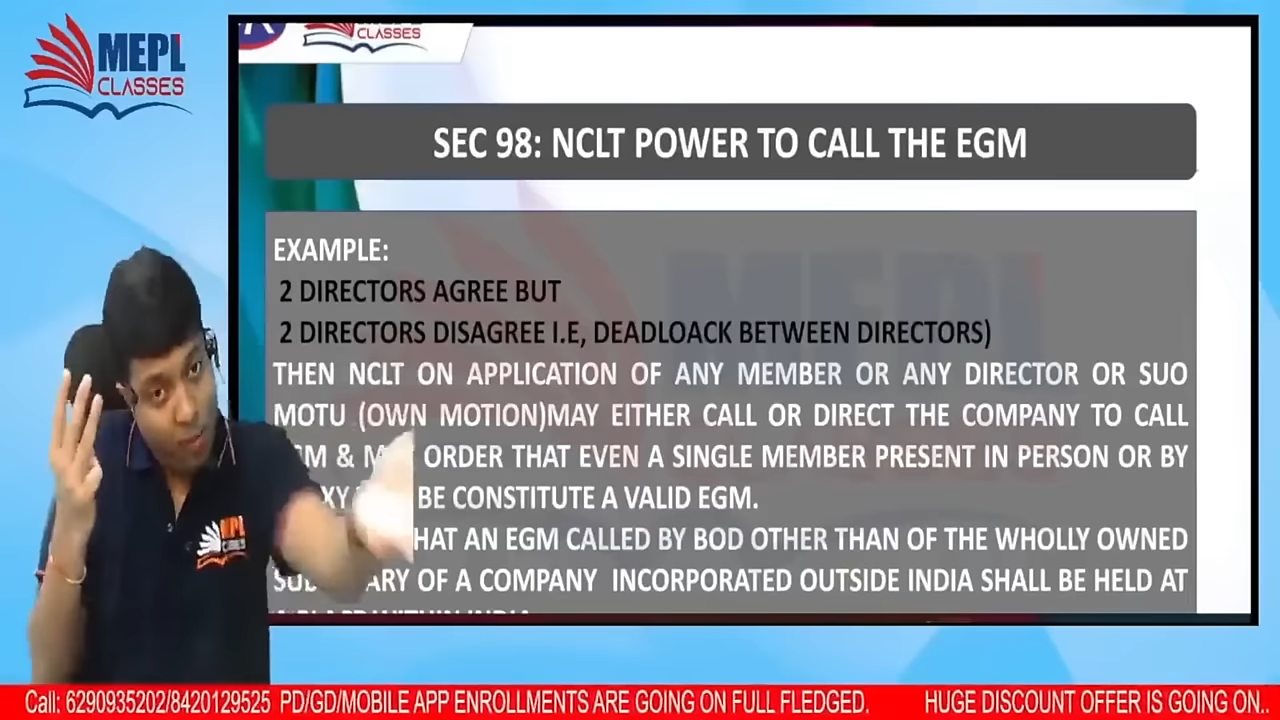 MEPL
CLASSES
CLASSES
SEC 98: NCLT POWER TO CALL THE EGM
EXAMPLE:
2 DIRECTORS AGREE BUT
2 DIRECTORS DISAGREE I.E, DEADLOACK BETWEEN DIRECTORS)
THEN NCLT ON APPLICATION OF ANY MEMBER OR ANY DIRECTOR OR SUO
MOTU (OWN MOTION)MAY EITHER CALL OR DIRECT THE COMPANY TO CALL
& ORDER THAT EVEN A SINGLE MEMBER PRESENT IN PERSON OR BY
BE CONSTITUTE A VALID EGM.
AN EGM CALLED BY BOD OTHER THAN OF THE WHOLLY OWNED
OF A COMPANY INCORPORATED OUTSIDE INDIA SHALL BE HELD AT
MEPL
CLASSES
Call: 6290935202/8420129525 PD/GD/MOBILE APP ENROLLMENTS ARE GOING ON FULL FLEDGED. HUGE DISCOUNT OFFER IS GOING ON..